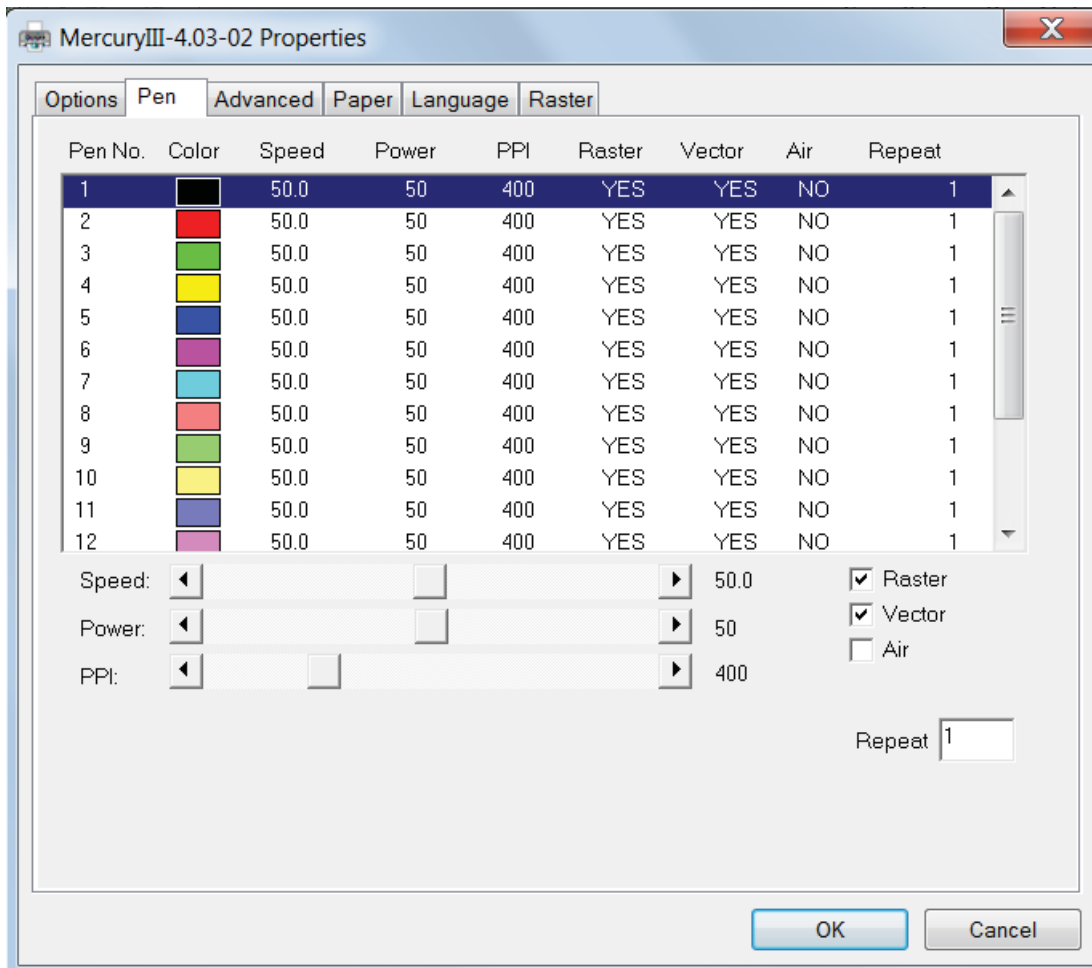 MercuryIII-4.03-02 Properties
Options Pen Advanced Paper Language Raster
Pen No. Color Speed Power PPI Raster Vector Air Repeat
1 50.0 50 400 YES YES NO 1
2 50.0 50 400 YES YES NO 1
3 50.0 50 400 YES YES NO 1
4 50.0 50 400 YES YES NO 1
5 50.0 50 400 YES YES NO 1
6 50.0 50 400 YES YES NO 1
7 50.0 50 400 YES YES NO 1
8 50.0 50 400 YES YES NO 1
9 50.0 50 400 YES YES NO 1
10 50.0 50 400 YES YES NO 1
11 50.0 50 400 YES YES NO 1
12 50.0 50 400 YES YES NO 1
Speed: 50.0 Raster
Power: 50 Vector
PPI: 400 Air
Repeat 1
OK Cancel